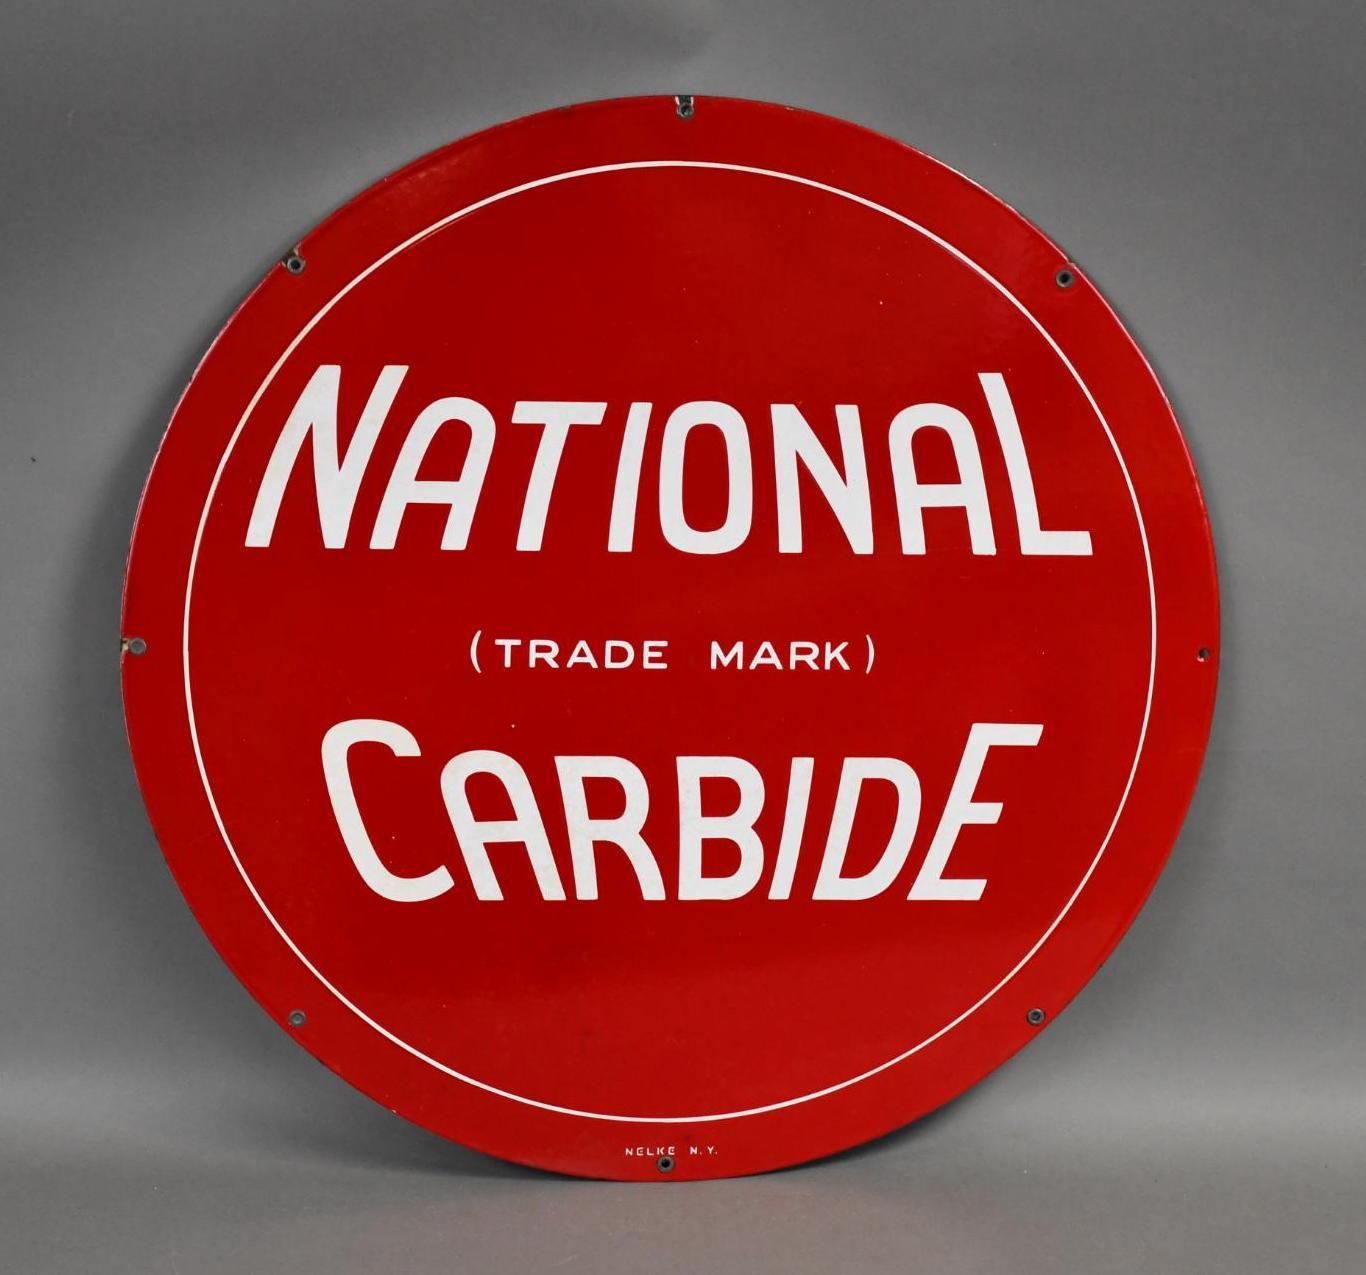 NATIONAL
(TRADE MARK)
CARBIDE
NELKE N.Y.